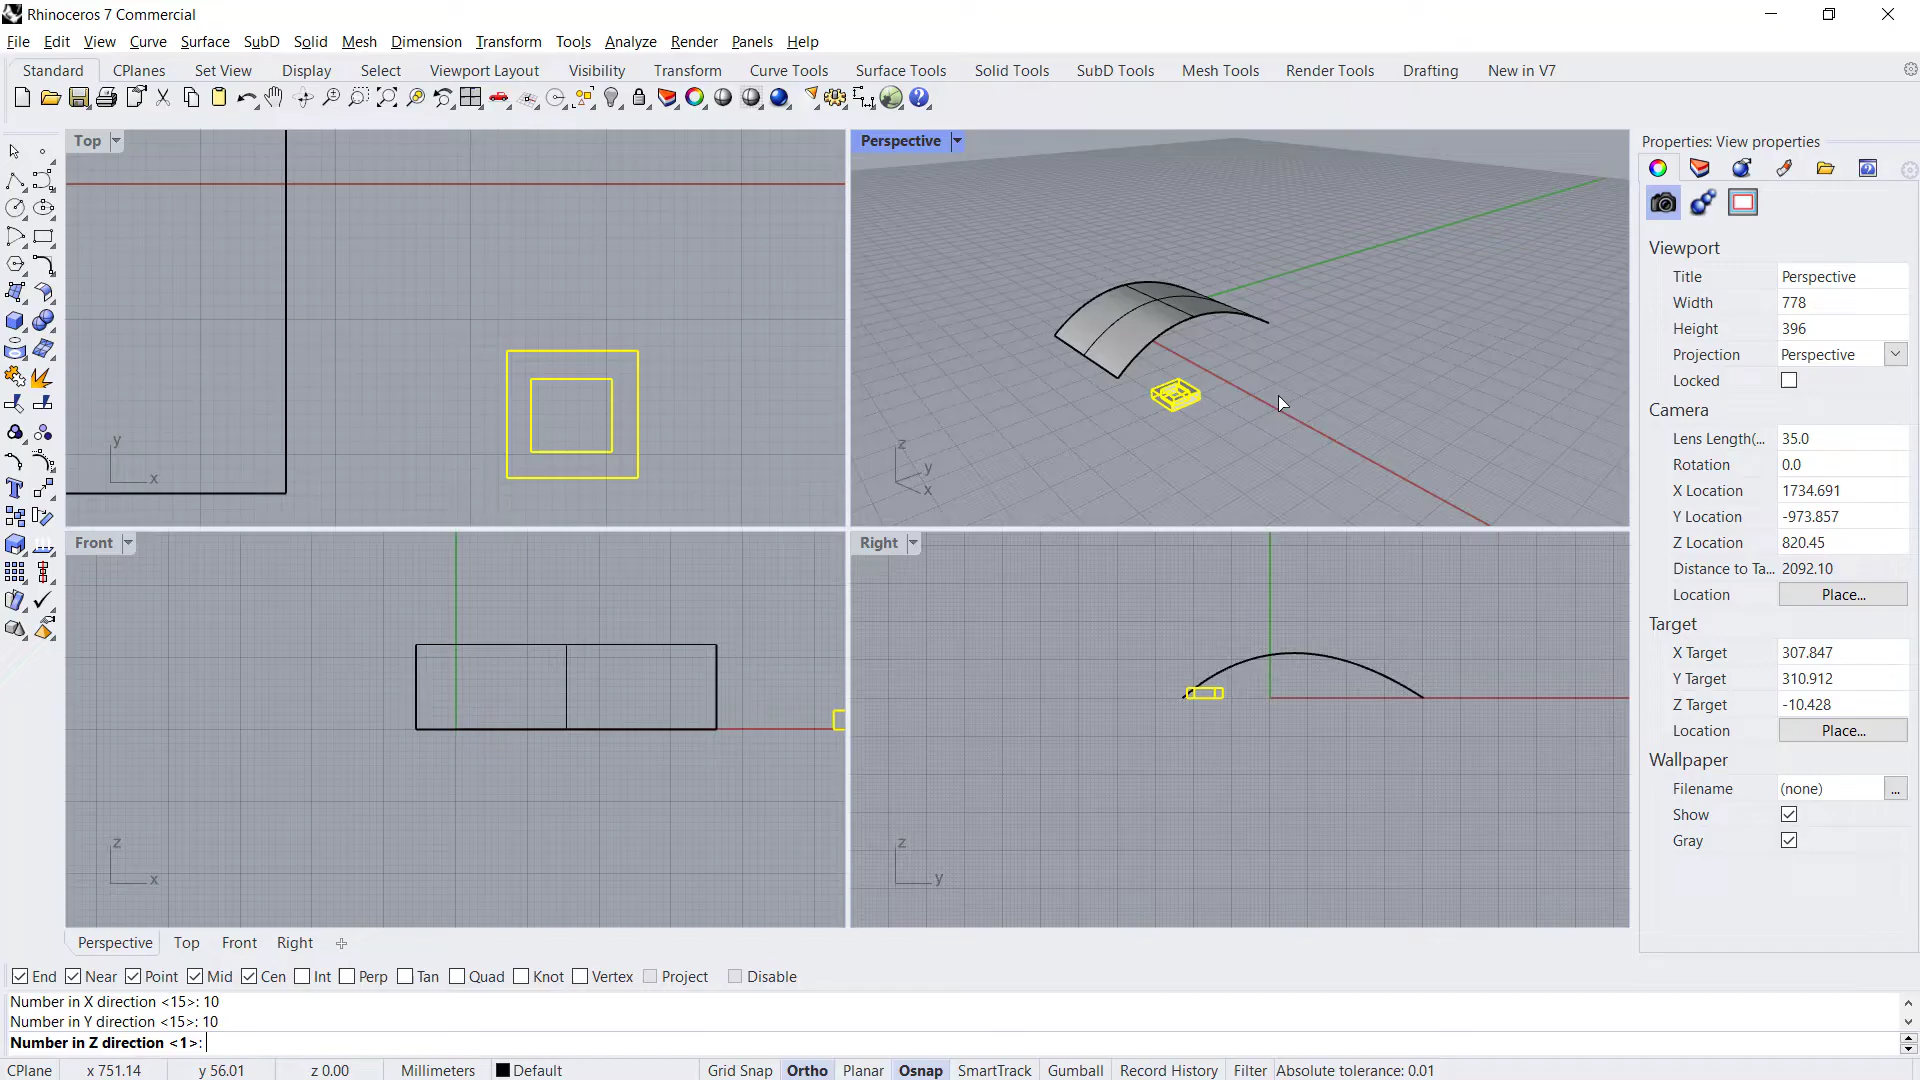 Rhinoceros 7 Commercial
File Edit View Curve Surface SubD Solid Mesh Dimension Transform Tools Analyze Render Panels Help
Standard CPlanes Set View Display Select Viewport Layout Visibility Transform Curve Tools Surface Tools Solid Tools SubD Tools Mesh Tools Render Tools Drafting New in V7
Top
y
x
Perspective
z
y
x
Front
z
x
Right
z
y
Properties: View properties
Viewport
Title Perspective
Width 778
Height 396
Projection Perspective
Locked
Camera
Lens Length(... 35.0
Rotation 0.0
X Location 1734.691
Y Location -973.857
Z Location 820.45
Distance to Ta... 2092.10
Location Place...
Target
X Target 307.847
Y Target 310.912
Z Target -10.428
Location Place...
Wallpaper
Filename (none) ...
Show
Gray
Perspective Top Front Right
End Near Point Mid Cen Int Perp Tan Quad Knot Vertex Project Disable
Number in X direction <15>: 10
Number in Y direction <15>: 10
Number in Z direction <1>:
CPlane x 751.14 y 56.01 z 0.00 Millimeters Default Grid Snap Ortho Planar Osnap SmartTrack Gumball Record History Filter Absolute tolerance: 0.01